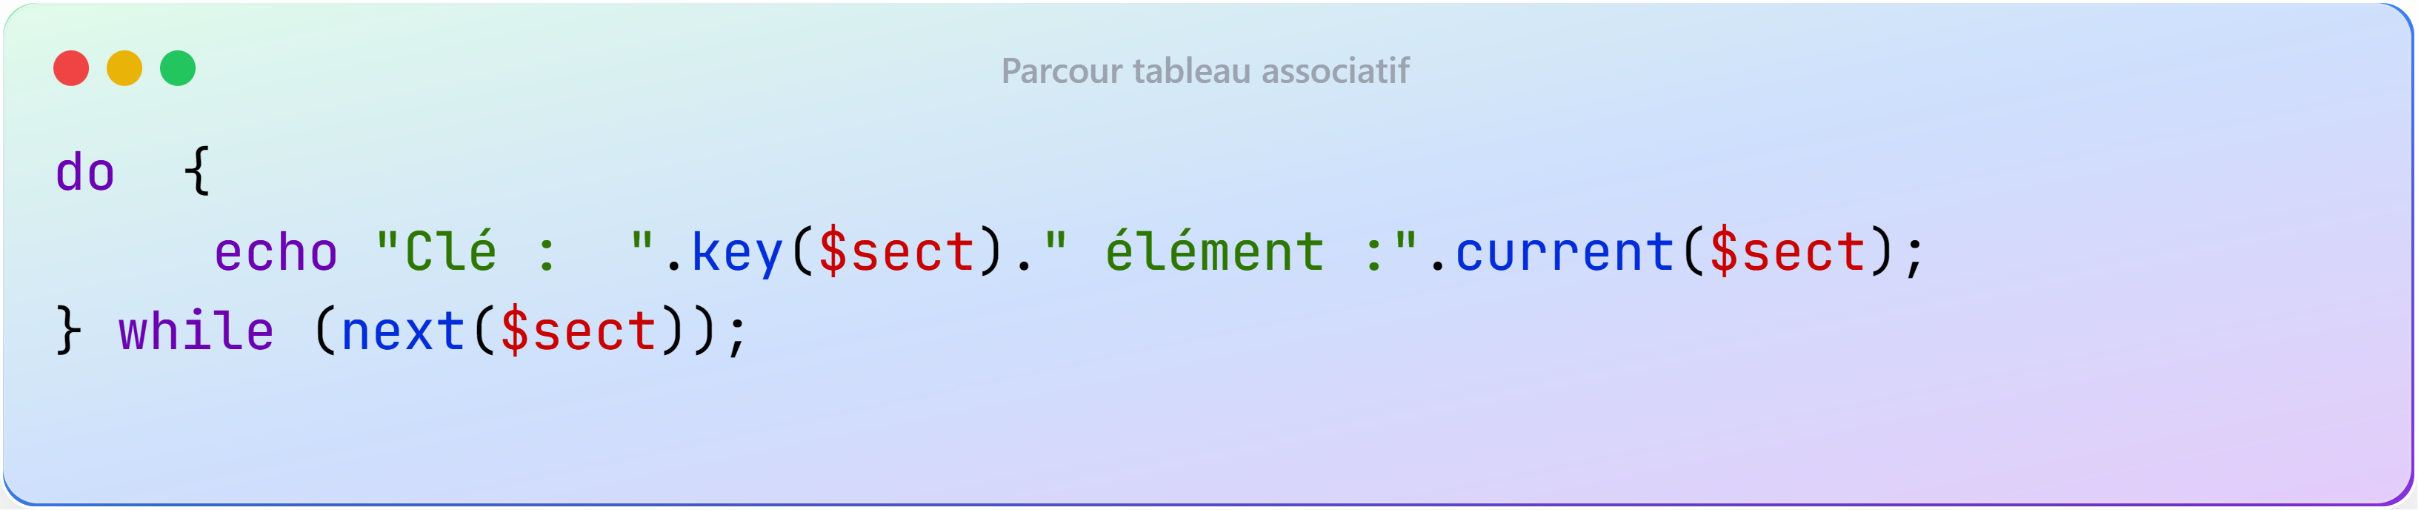 Parcour tableau associatif
do  {
    echo "Clé :  ".key($sect)." élément :".current($sect);
} while (next($sect));